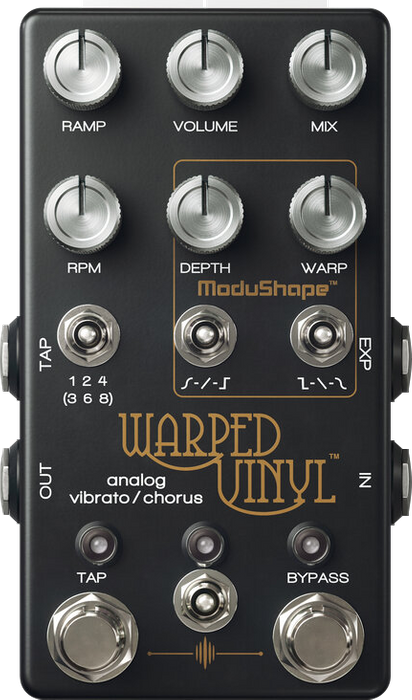 RAMP VOLUME MIX
RPM DEPTH WARP
ModuShape™
TAP
EXP
1 2 4
(3 6 8)
WARPED
VINYL™
analog
vibrato/chorus
OUT
IN
TAP
BYPASS